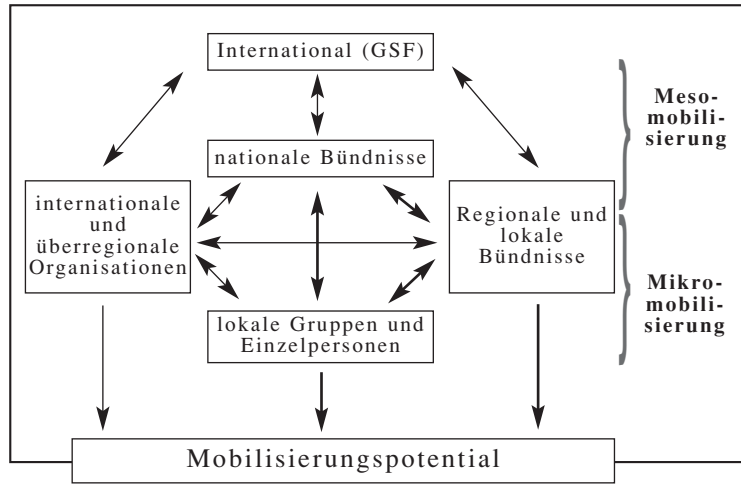 International (GSF)
Meso-
mobili-
sierung
nationale Bündnisse
internationale
und
überregionale
Organisationen
Regionale und
lokale
Bündnisse
Mikro-
mobili-
sierung
lokale Gruppen und
Einzelpersonen
Mobilisierungspotential